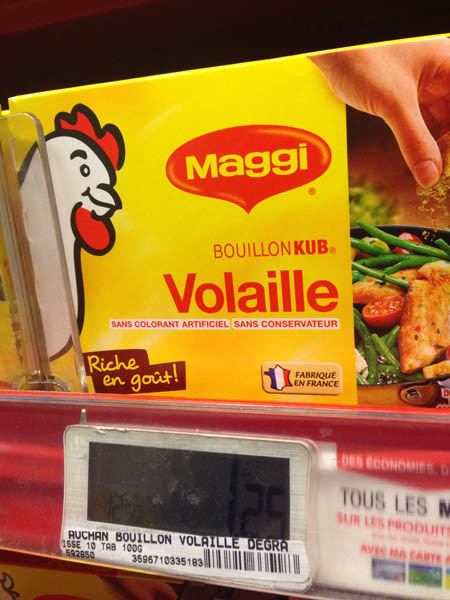 Maggi
®
BOUILLON KUB®
Volaille
SANS COLORANT ARTIFICIEL SANS CONSERVATEUR
Riche
en goût!
FABRIQUÉ
EN FRANCE
1.25
AUCHAN BOUILLON VOLAILLE DEGRA
ISSE 10 TAB 100G
592850 3596710335183
DES ÉCONOMIES, D
TOUS LES M
SUR LES PRODUITS
AVEC MA CARTE